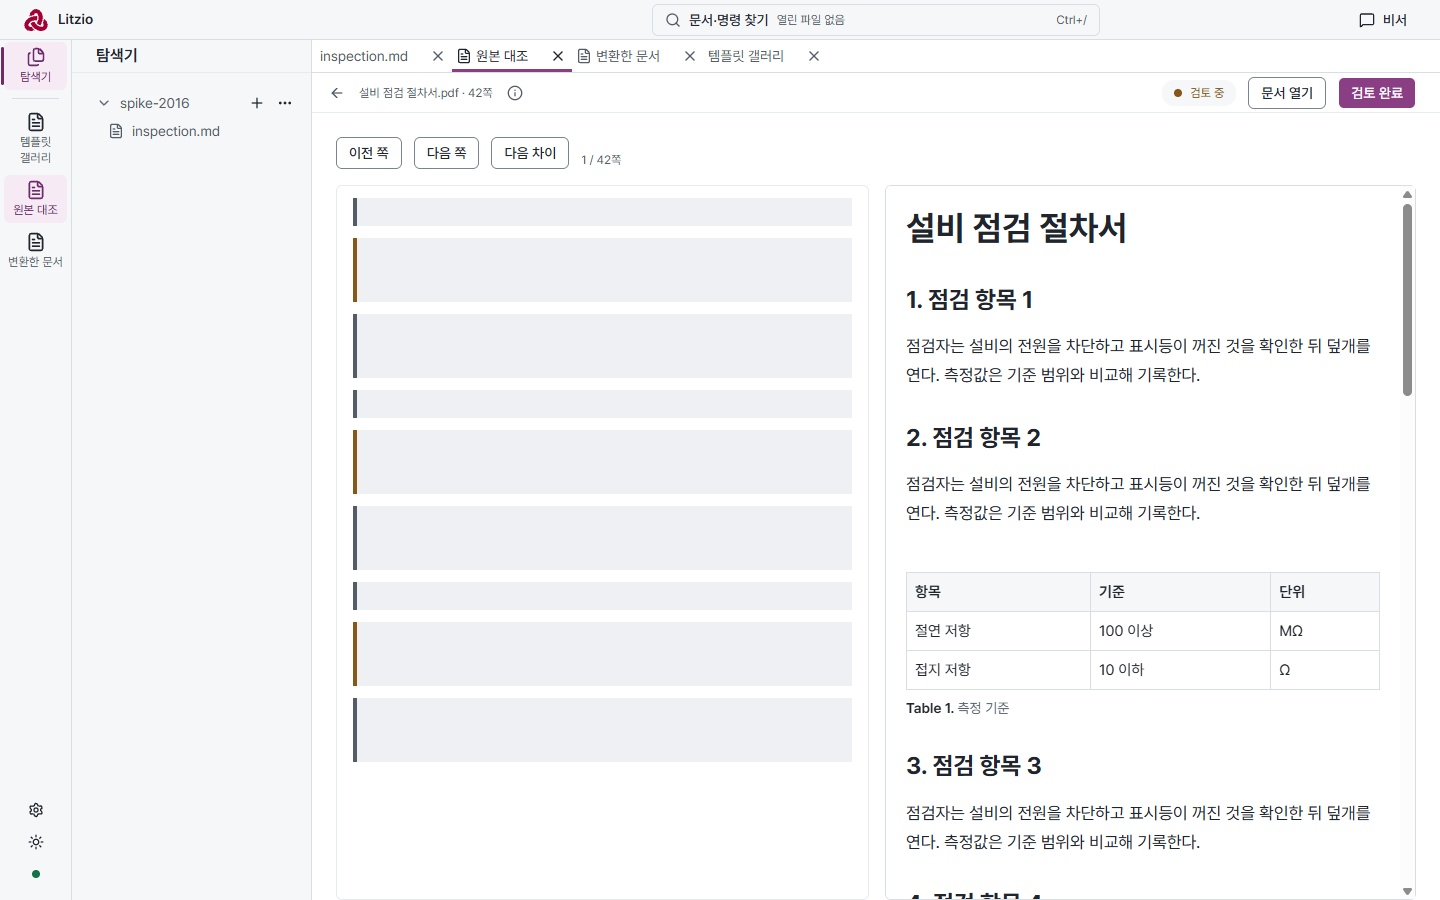 Litzio
문서·명령 찾기 열린 파일 없음 Ctrl+/
비서
탐색기
템플릿
갤러리
원본 대조
변환한 문서
탐색기
spike-2016
inspection.md
inspection.md
원본 대조
변환한 문서
템플릿 갤러리
설비 점검 절차서.pdf · 42쪽
검토 중
문서 열기
검토 완료
이전 쪽
다음 쪽
다음 차이
1 / 42쪽
설비 점검 절차서
1. 점검 항목 1
점검자는 설비의 전원을 차단하고 표시등이 꺼진 것을 확인한 뒤 덮개를
연다. 측정값은 기준 범위와 비교해 기록한다.
2. 점검 항목 2
점검자는 설비의 전원을 차단하고 표시등이 꺼진 것을 확인한 뒤 덮개를
연다. 측정값은 기준 범위와 비교해 기록한다.
항목 기준 단위
절연 저항 100 이상 MΩ
접지 저항 10 이하 Ω
Table 1. 측정 기준
3. 점검 항목 3
점검자는 설비의 전원을 차단하고 표시등이 꺼진 것을 확인한 뒤 덮개를
연다. 측정값은 기준 범위와 비교해 기록한다.
4. 점검 항목 4